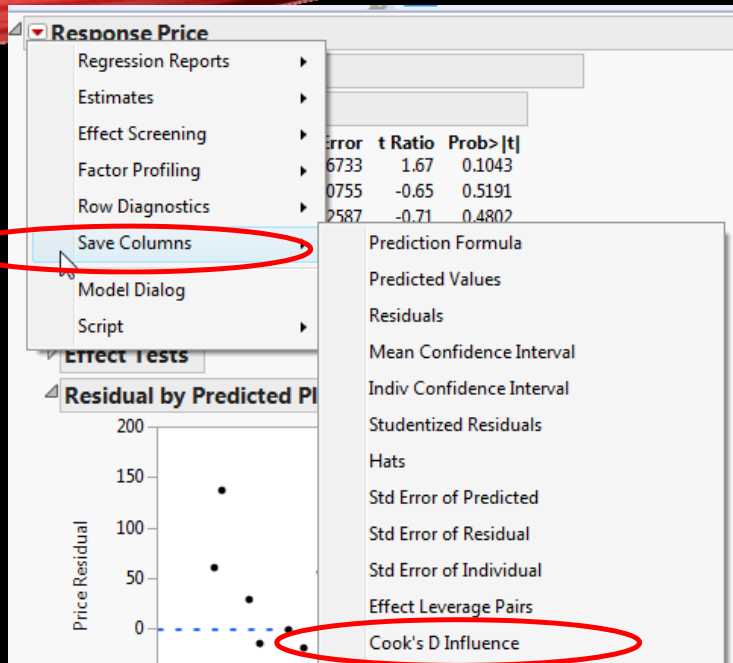 Response Price
Regression Reports
Estimates
Effect Screening
Factor Profiling
Row Diagnostics
Save Columns
Model Dialog
Script
Error t Ratio Prob>|t|
6733 1.67 0.1043
0755 -0.65 0.5191
2587 -0.71 0.4802
Prediction Formula
Predicted Values
Residuals
Mean Confidence Interval
Indiv Confidence Interval
Studentized Residuals
Hats
Std Error of Predicted
Std Error of Residual
Std Error of Individual
Effect Leverage Pairs
Cook's D Influence
Effect Tests
Residual by Predicted Pl
200
150
100
50
0
Price Residual